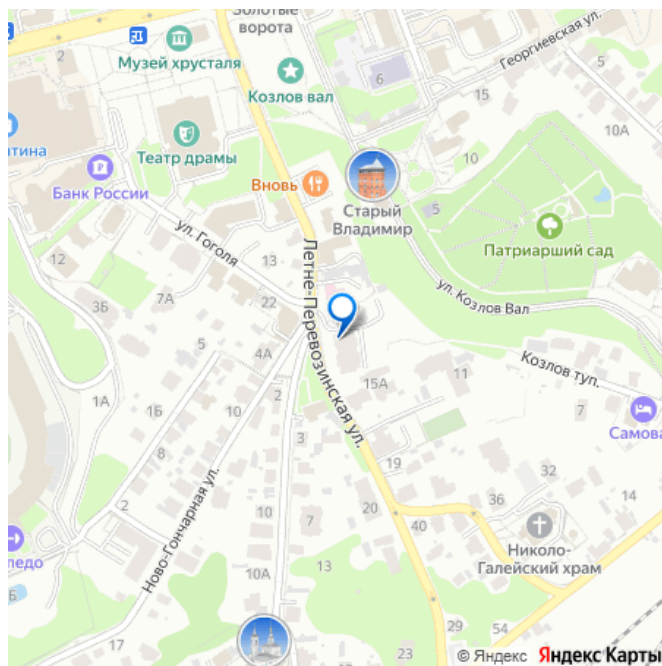 Золотые
ворота
Георгиевская ул.
2
Музей хрусталя
5
6
Козлов вал
15
10А
Театр драмы
10
Банк России
Вновь
Старый
Владимир
5
Патриарший сад
ул. Гоголя
13
12
Летне-Перевозинская ул.
ул. Козлов Вал
3Б
7А
22
5
4А
Козлов туп.
11
1А
1Б
10
2
15А
7
Самова
3
8
19
36
32
14
2
10
7
20
40
Николо-
Галейский храм
Ново-Гончарная ул.
10А
13
Б
29
54
17
23
© Яндекс Яндекс Карты